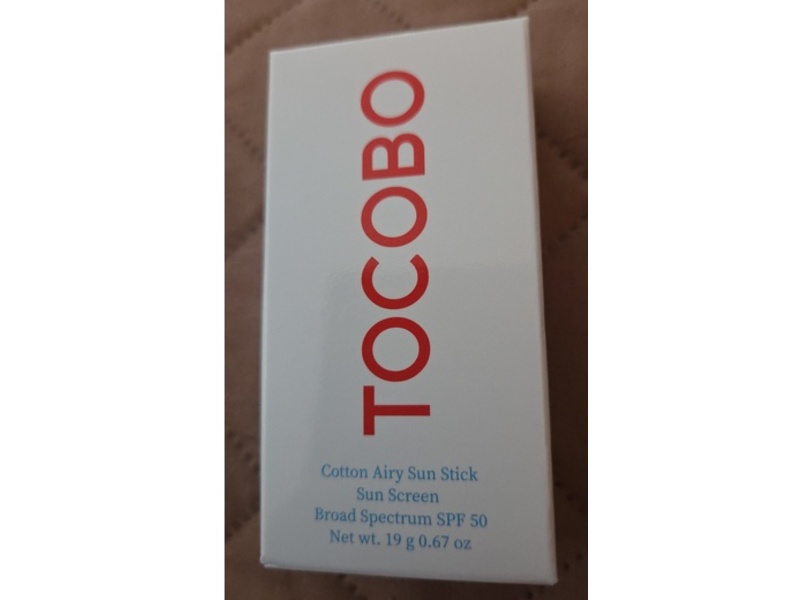 TOCOBO
Cotton Airy Sun Stick
Sun Screen
Broad Spectrum SPF 50
Net wt. 19 g 0.67 oz